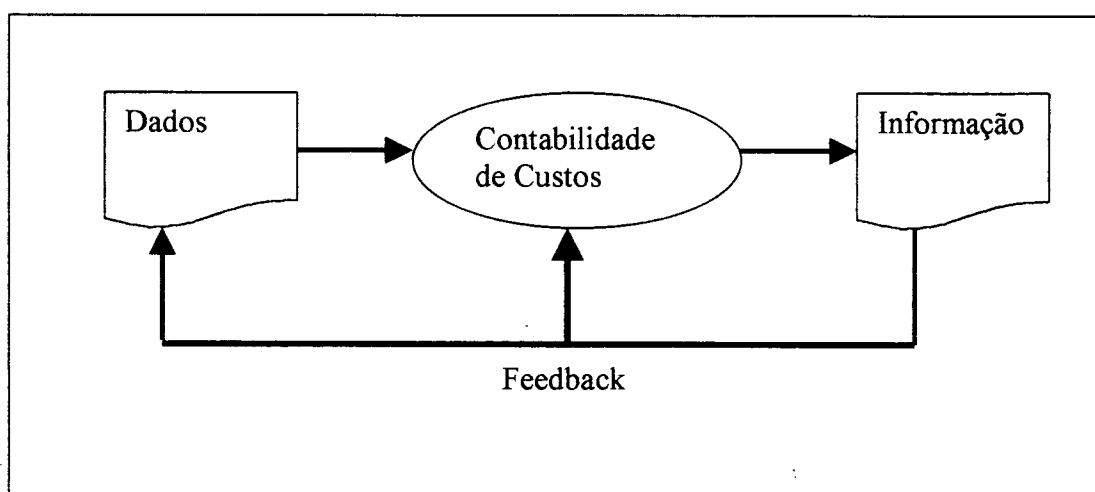 Dados
Contabilidade
de Custos
Informação
Feedback